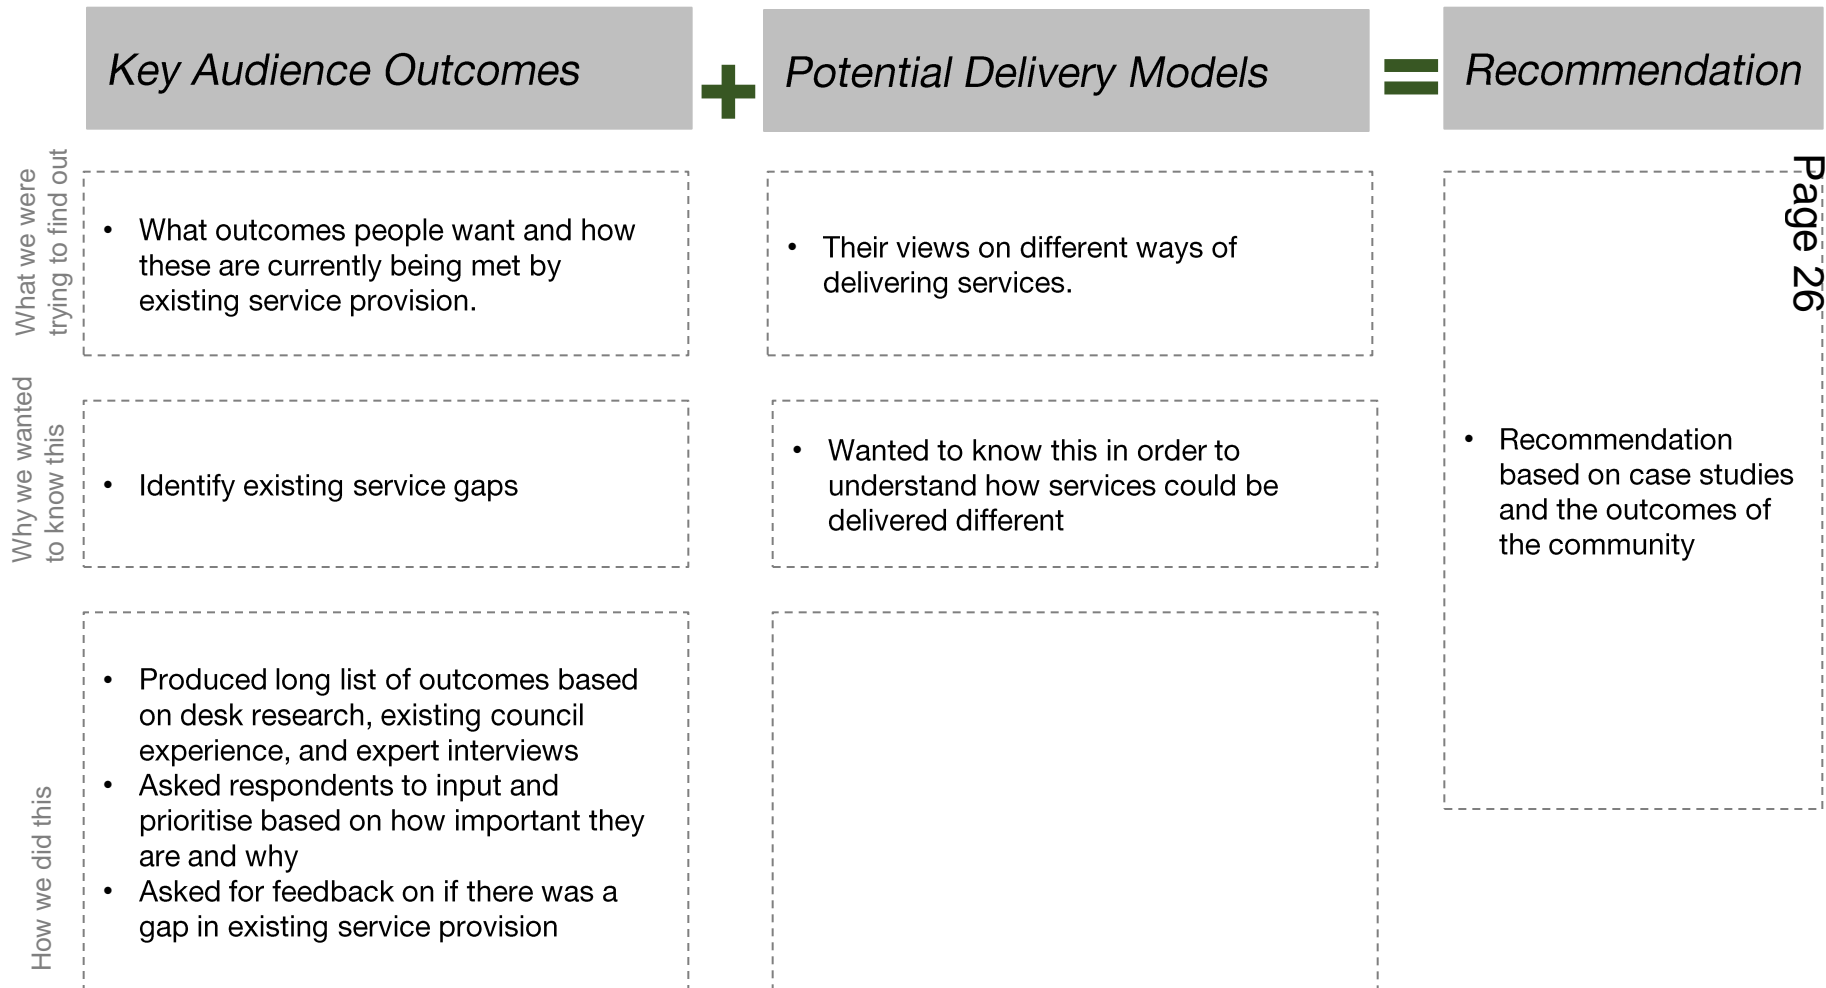 Key Audience Outcomes
+
Potential Delivery Models
=
Recommendation
Page 26
What we were
trying to find out
• What outcomes people want and how
these are currently being met by
existing service provision.
• Their views on different ways of
delivering services.
Why we wanted
to know this
• Identify existing service gaps
• Wanted to know this in order to
understand how services could be
delivered different
• Recommendation
based on case studies
and the outcomes of
the community
How we did this
• Produced long list of outcomes based
on desk research, existing council
experience, and expert interviews
• Asked respondents to input and
prioritise based on how important they
are and why
• Asked for feedback on if there was a
gap in existing service provision